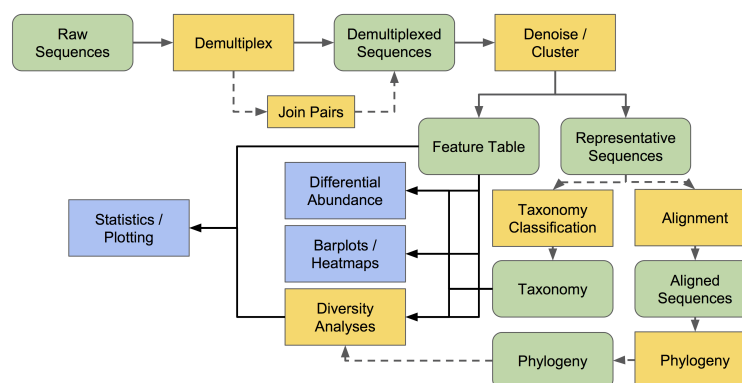 Raw
Sequences
Demultiplex
Demultiplexed
Sequences
Denoise /
Cluster
Join Pairs
Feature Table
Representative
Sequences
Differential
Abundance
Statistics /
Plotting
Taxonomy
Classification
Alignment
Barplots /
Heatmaps
Diversity
Analyses
Taxonomy
Aligned
Sequences
Phylogeny
Phylogeny